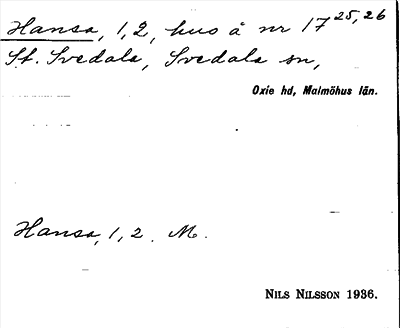 Hansa, 1, 2, hus å nr 17 25, 26
St. Svedala, Svedala sn,
Oxie hd, Malmöhus län.
Hansa, 1, 2. M.
Nils Nilsson 1936.